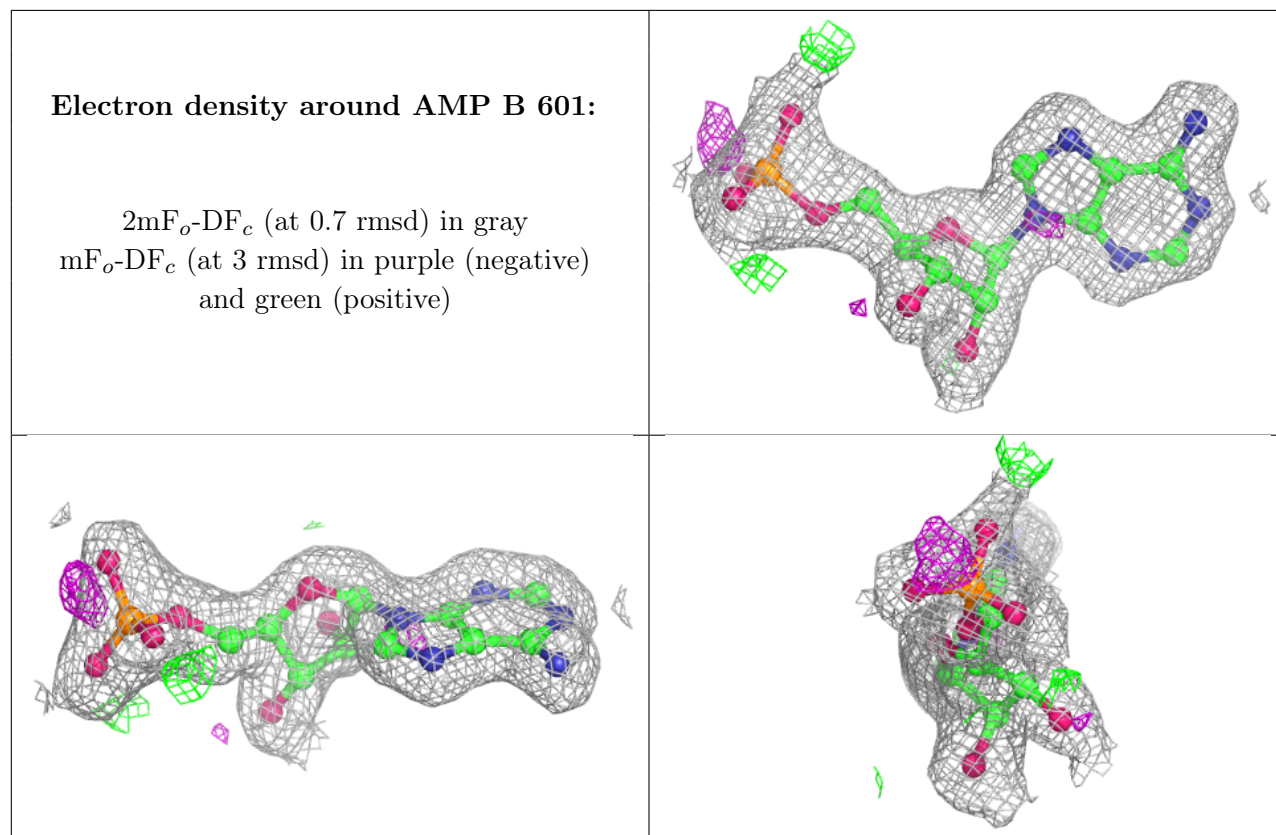 Electron density around AMP B 601:
2mFo-DFc (at 0.7 rmsd) in gray
mFo-DFc (at 3 rmsd) in purple (negative)
and green (positive)